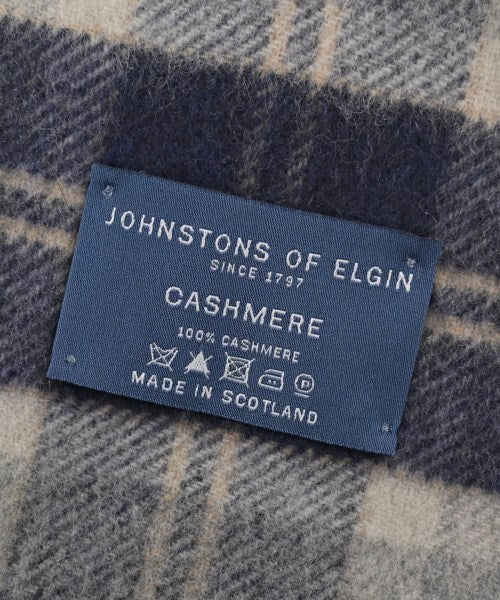 JOHNSTONS OF ELGIN
SINCE 1797
CASHMERE
100% CASHMERE
P
MADE IN SCOTLAND